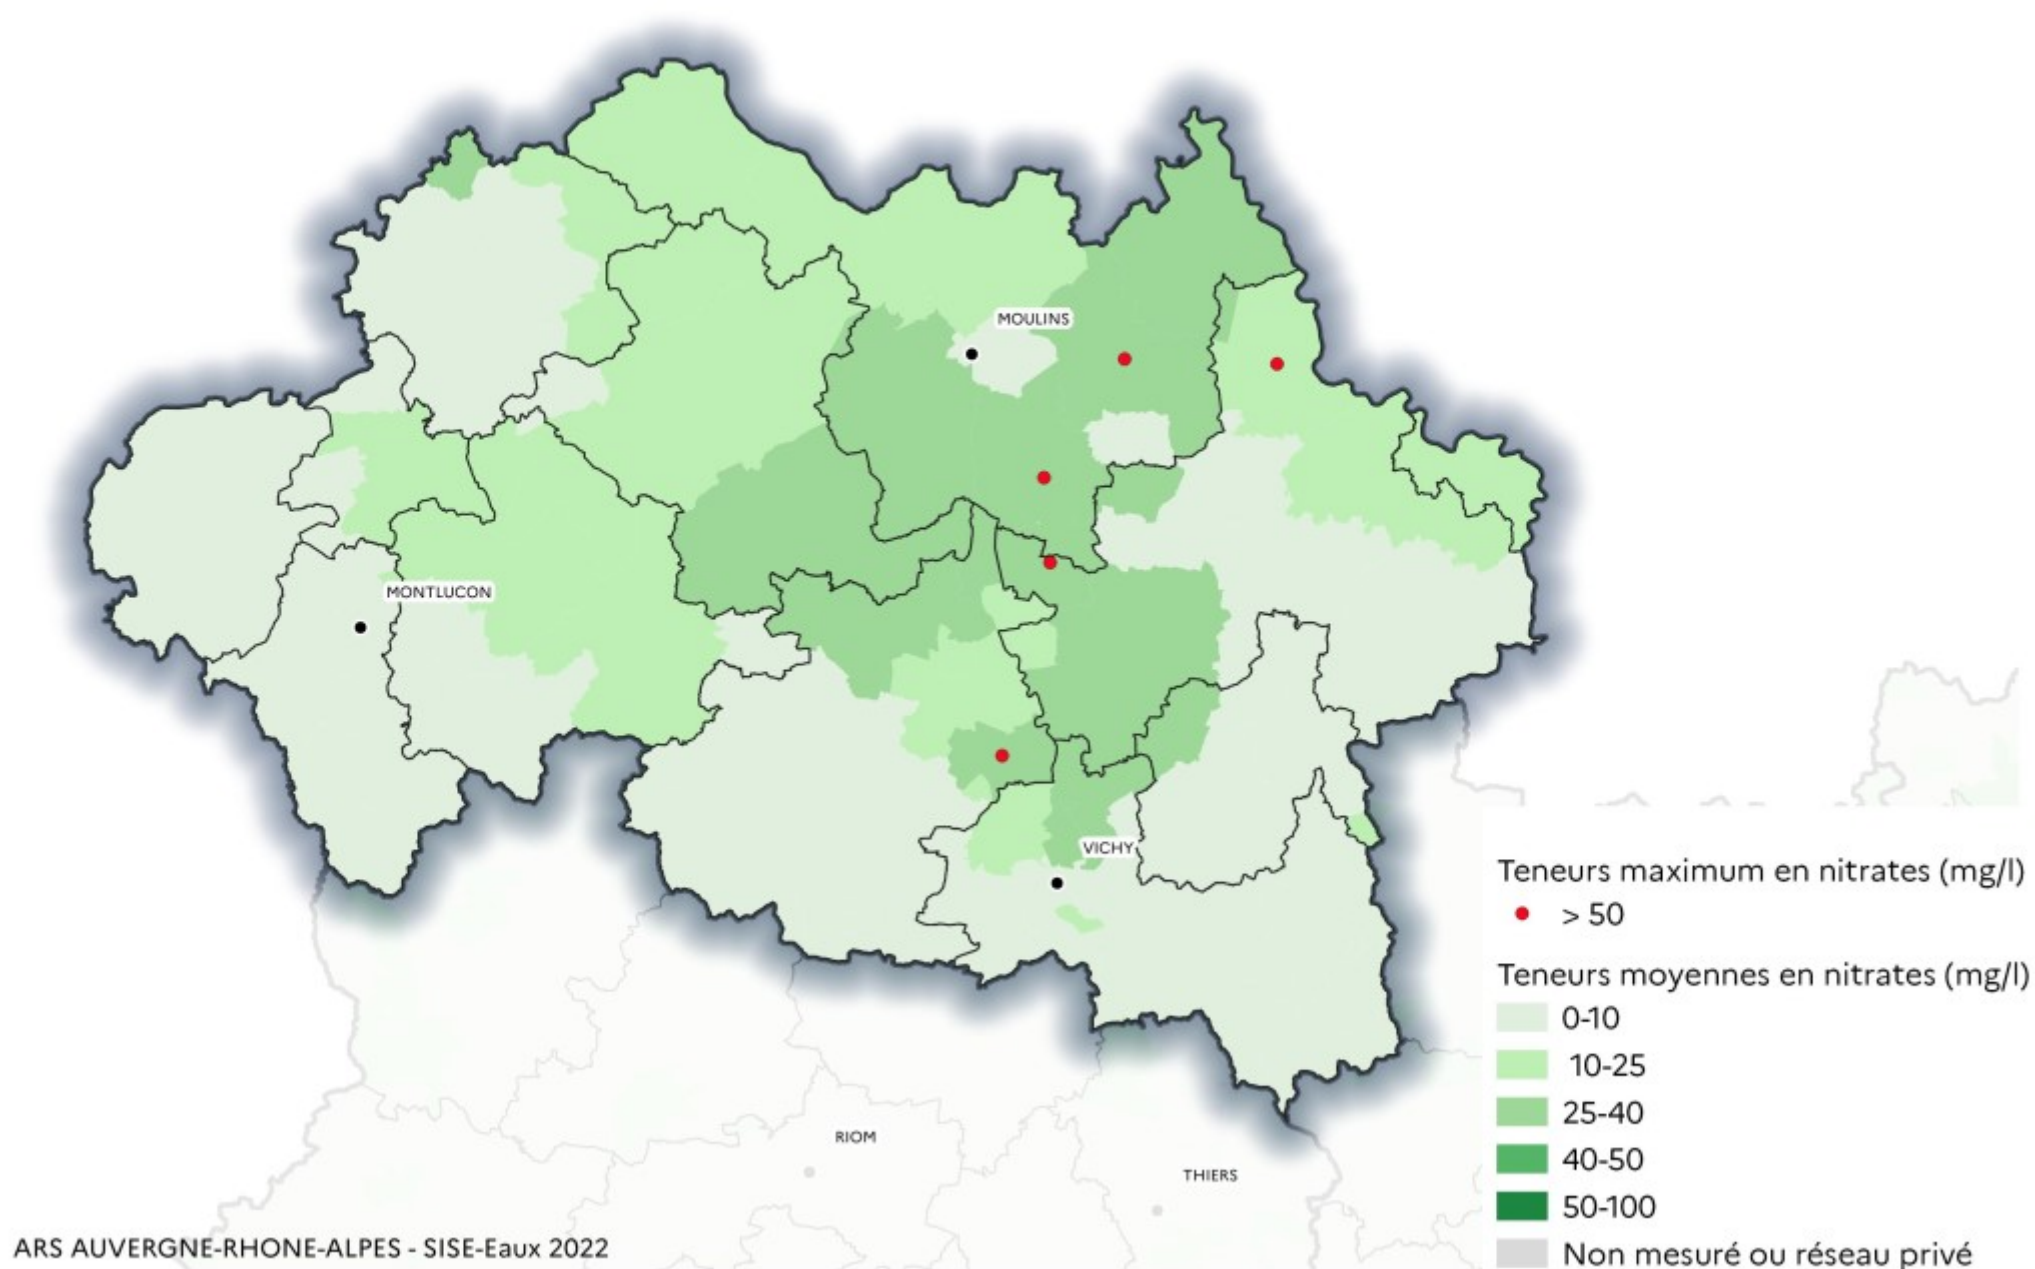 MOULINS
MONTLUCON
VICHY
Teneurs maximum en nitrates (mg/l)
> 50
Teneurs moyennes en nitrates (mg/l)
0-10
10-25
25-40
40-50
50-100
Non mesuré ou réseau privé
RIOM
THIERS
ARS AUVERGNE-RHONE-ALPES - SISE-Eaux 2022